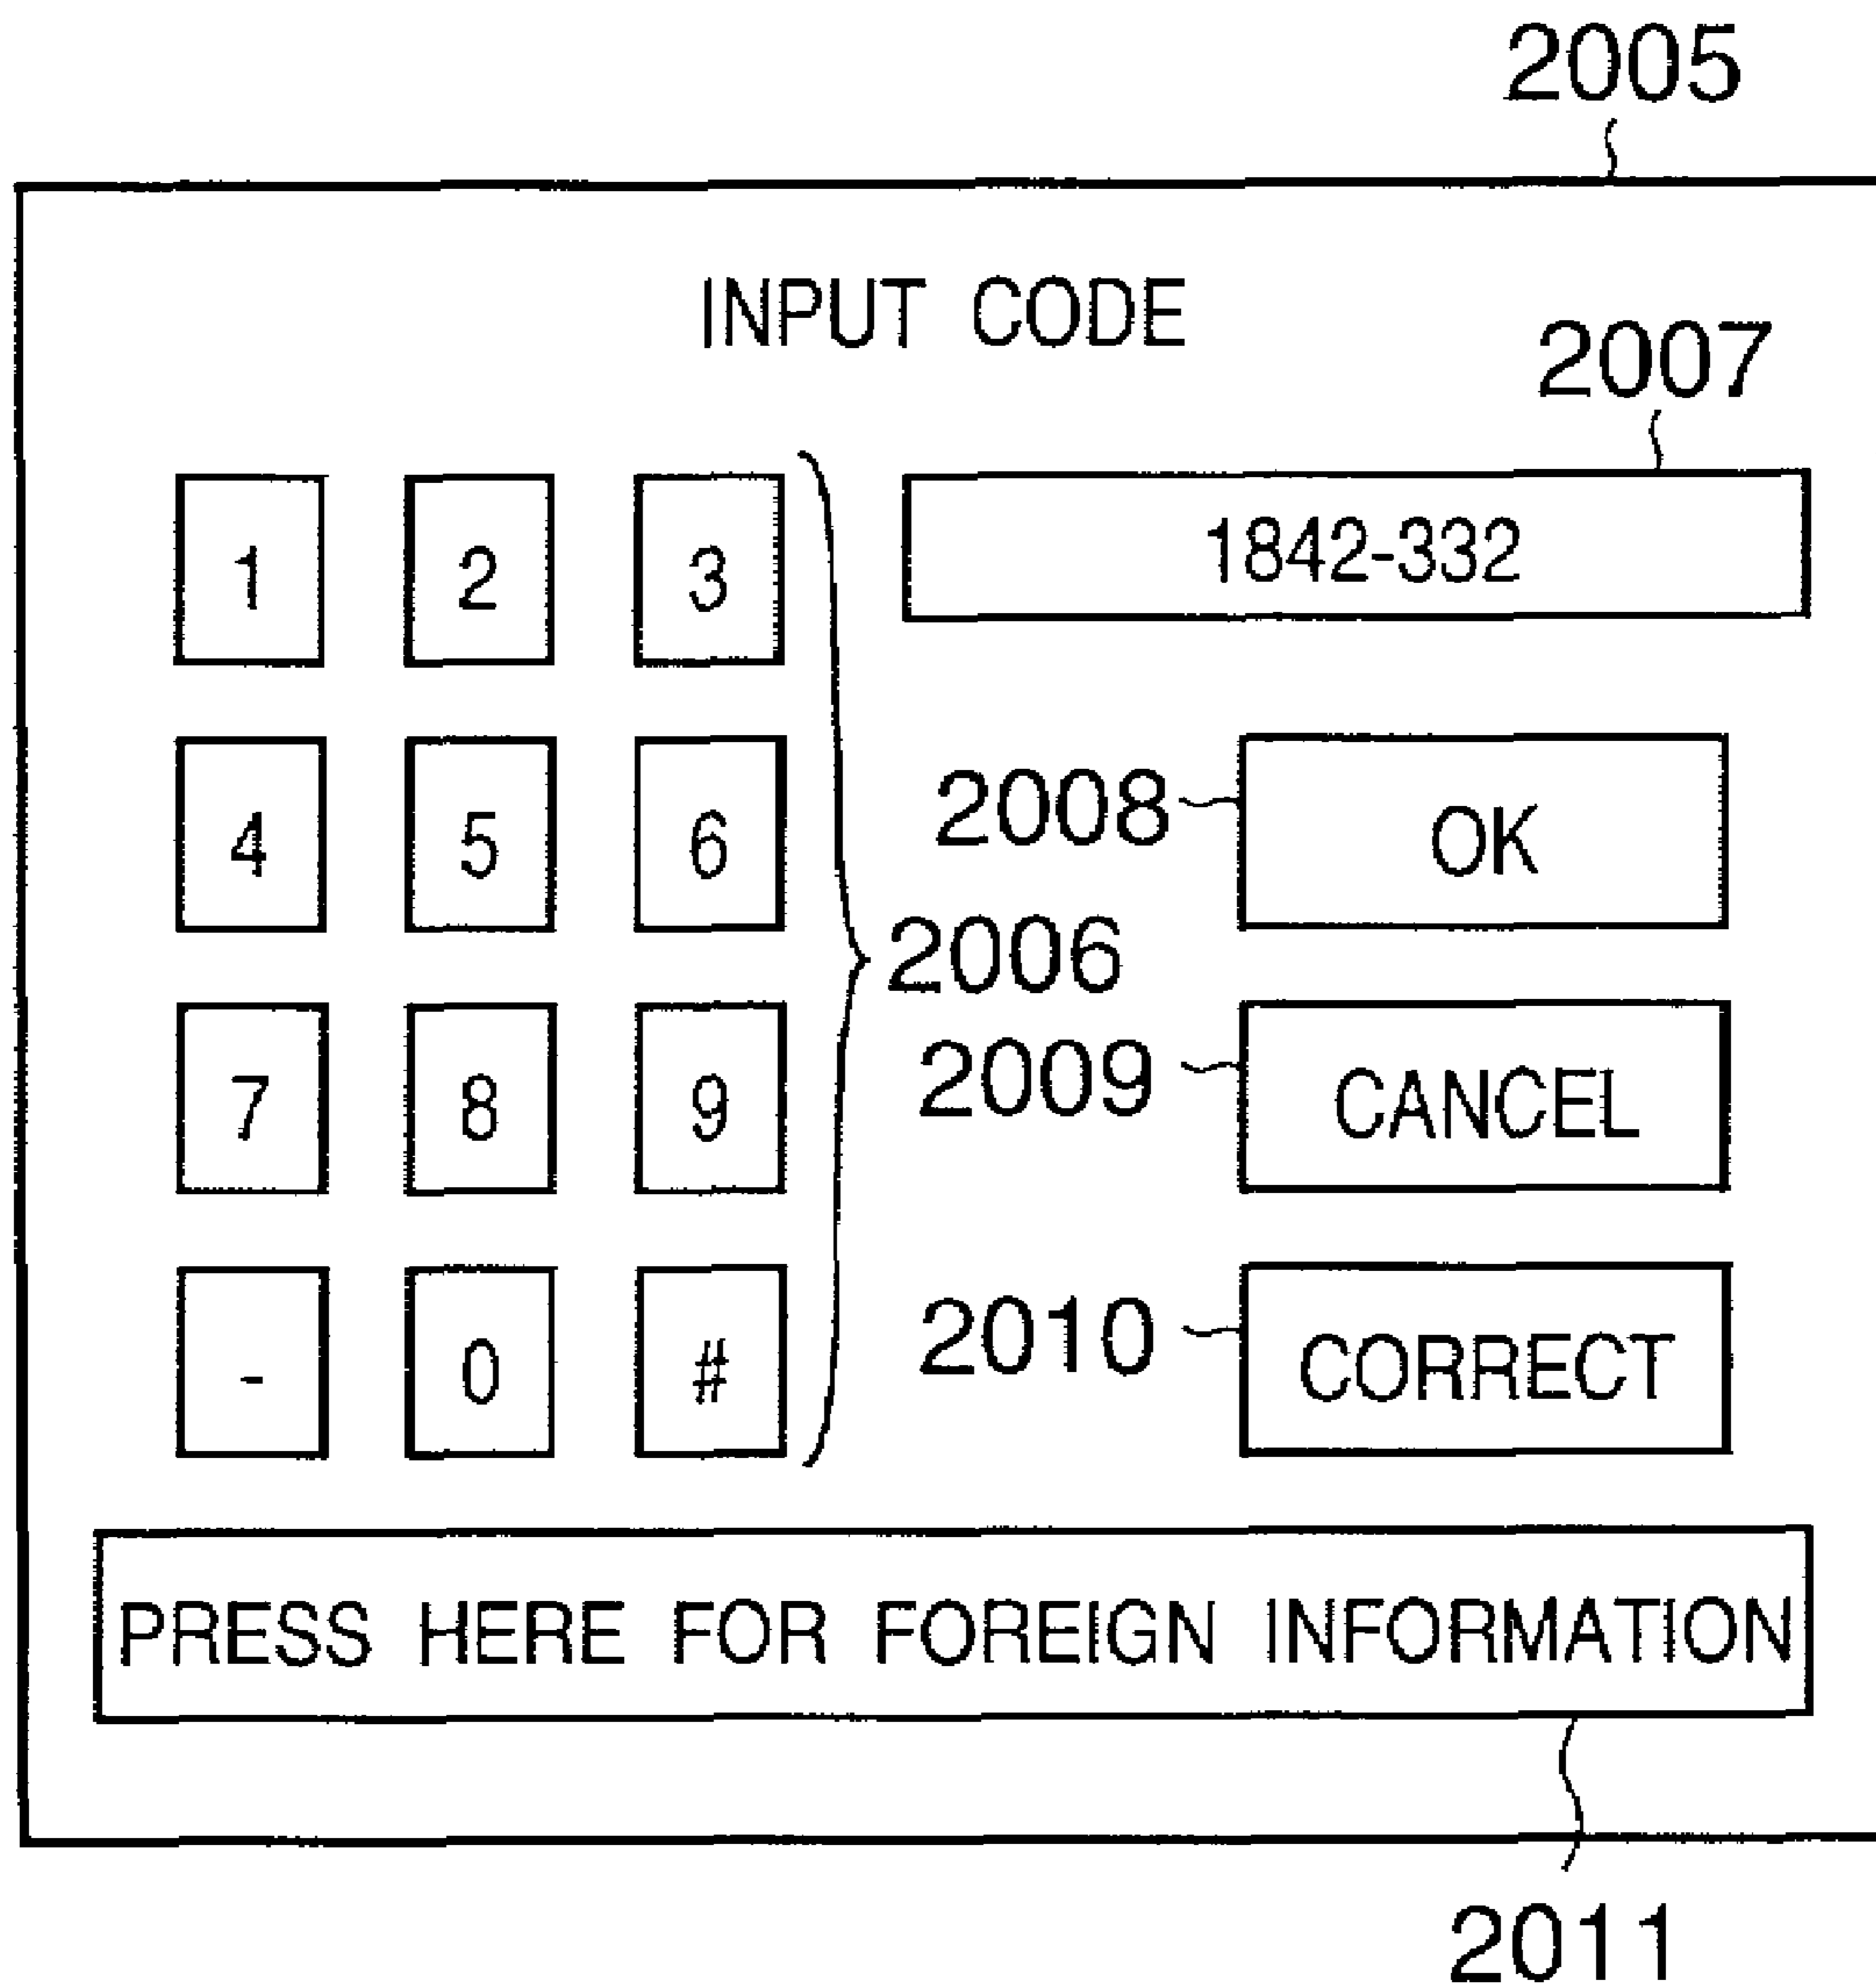 2005
INPUT CODE
2007
1 2 3
1842-332
4 5 6
2008
OK
2006
7 8 9
2009
CANCEL
- 0 #
2010
CORRECT
PRESS HERE FOR FOREIGN INFORMATION
2011